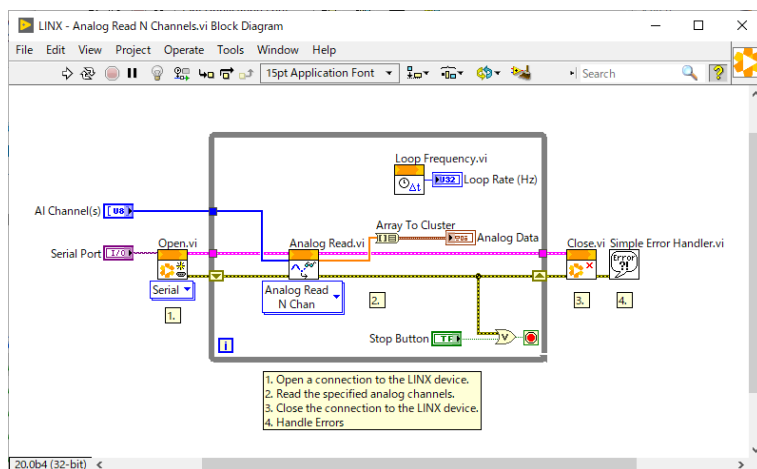 LINX - Analog Read N Channels.vi Block Diagram
File Edit View Project Operate Tools Window Help
15pt Application Font
Search
Loop Frequency.vi
Δt
U32
Loop Rate (Hz)
AI Channel(s)
U8
Array To Cluster
Analog Data
Serial Port
I/O
Open.vi
Analog Read.vi
Close.vi
Simple Error Handler.vi
Error
?!
Serial
Analog Read
N Chan
1.
2.
3.
4.
Stop Button
TF
V
i
1. Open a connection to the LINX device.
2. Read the specified analog channels.
3. Close the connection to the LINX device.
4. Handle Errors
20.0b4 (32-bit)